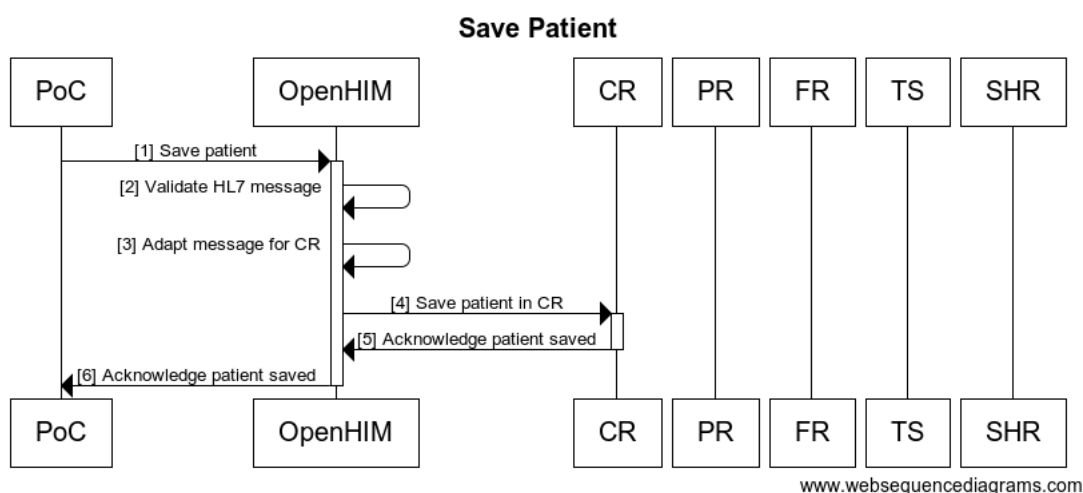 Save Patient
PoC OpenHIM CR PR FR TS SHR
[1] Save patient
[2] Validate HL7 message
[3] Adapt message for CR
[4] Save patient in CR
[5] Acknowledge patient saved
[6] Acknowledge patient saved
PoC OpenHIM CR PR FR TS SHR
www.websequencediagrams.com